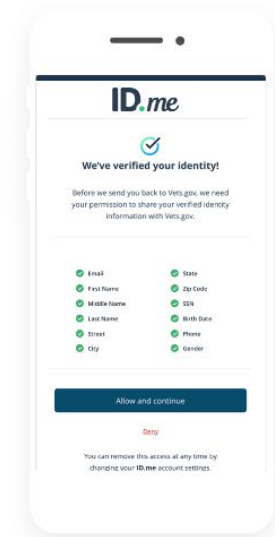 ID.me
We've verified your identity!
Before we send you back to Vets.gov, we need
your permission to share your verified identity
information with Vets.gov.
Email
State
First Name
Zip Code
Middle Name
SSN
Last Name
Birth Date
Street
Phone
City
Gender
Allow and continue
Deny
You can remove this access at any time by
changing your ID.me account settings